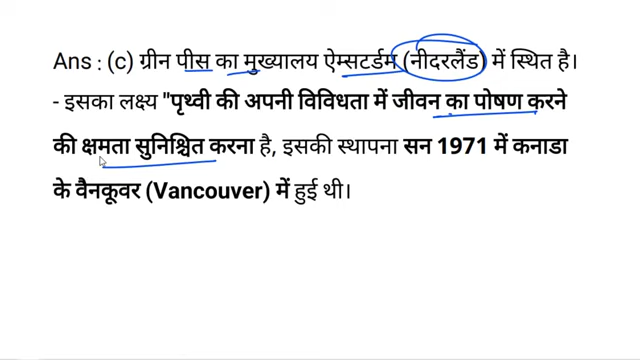 Ans : (c) ग्रीन पीस का मुख्यालय ऐम्सटर्डम (नीदरलैंड) में स्थित है।
- इसका लक्ष्य "पृथ्वी की अपनी विविधता में जीवन का पोषण करने
की क्षमता सुनिश्चित करना है, इसकी स्थापना सन 1971 में कनाडा
के वैनकूवर (Vancouver) में हुई थी।